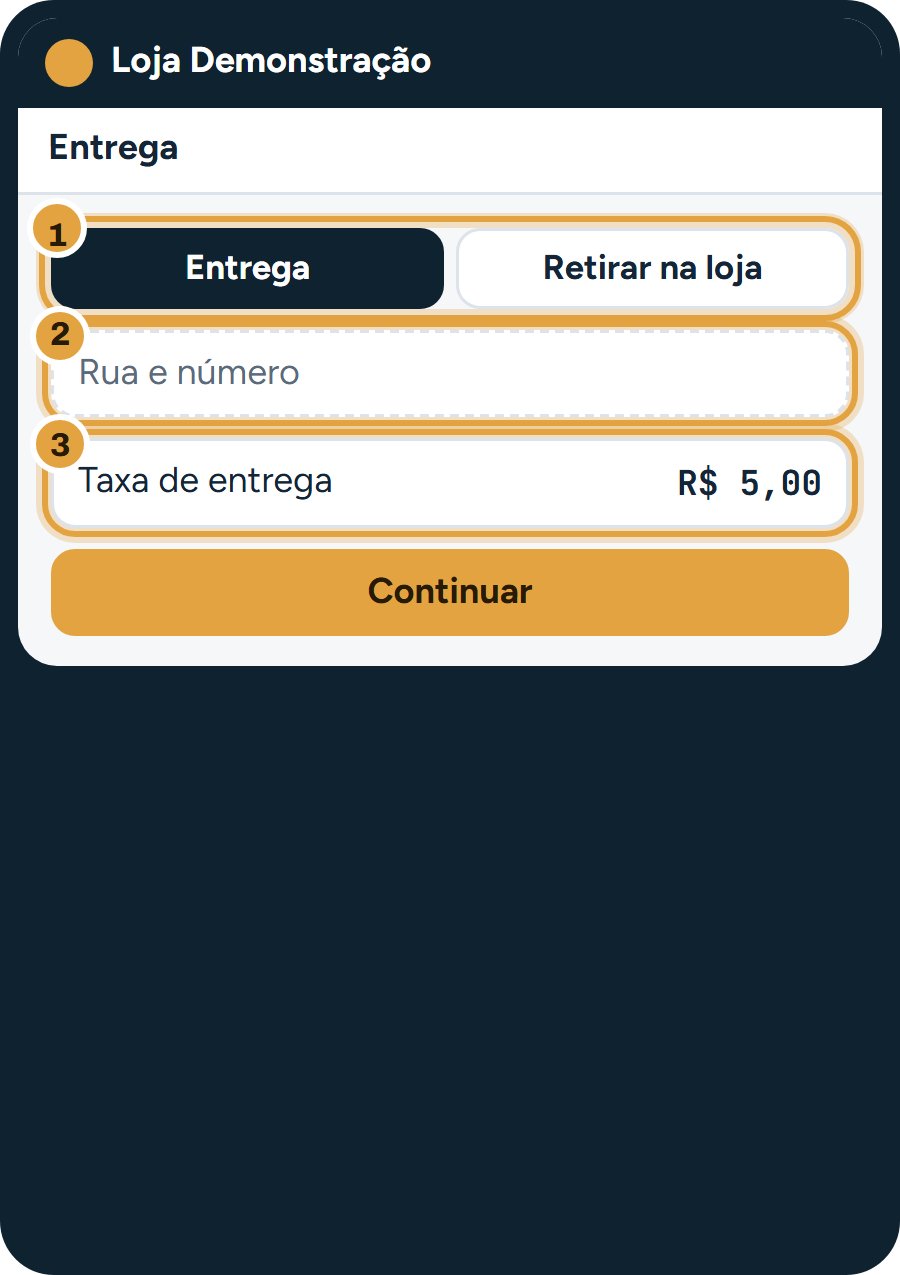 Loja Demonstração
Entrega
1
Entrega Retirar na loja
2
Rua e número
3
Taxa de entrega R$ 5,00
Continuar